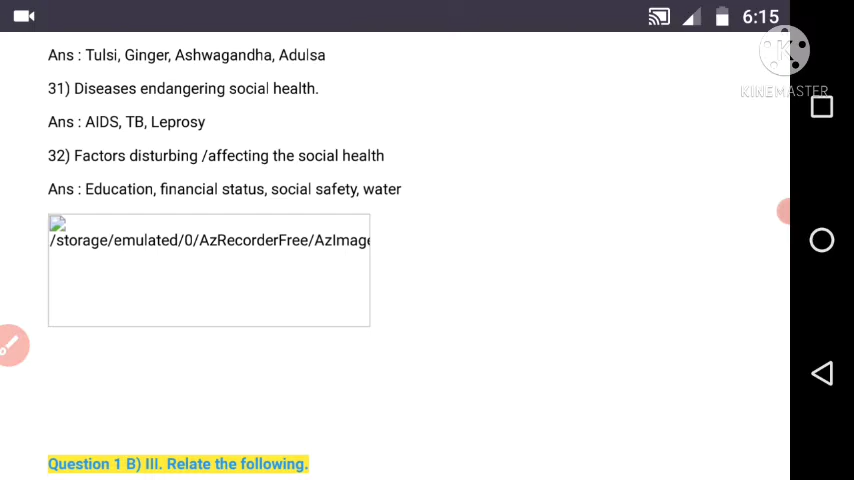 6:15
Ans : Tulsi, Ginger, Ashwagandha, Adulsa
31) Diseases endangering social health.
K
KINEMASTER
Ans : AIDS, TB, Leprosy
32) Factors disturbing /affecting the social health
Ans : Education, financial status, social safety, water
/storage/emulated/0/AzRecorderFree/AzImage
Question 1 B) III. Relate the following.